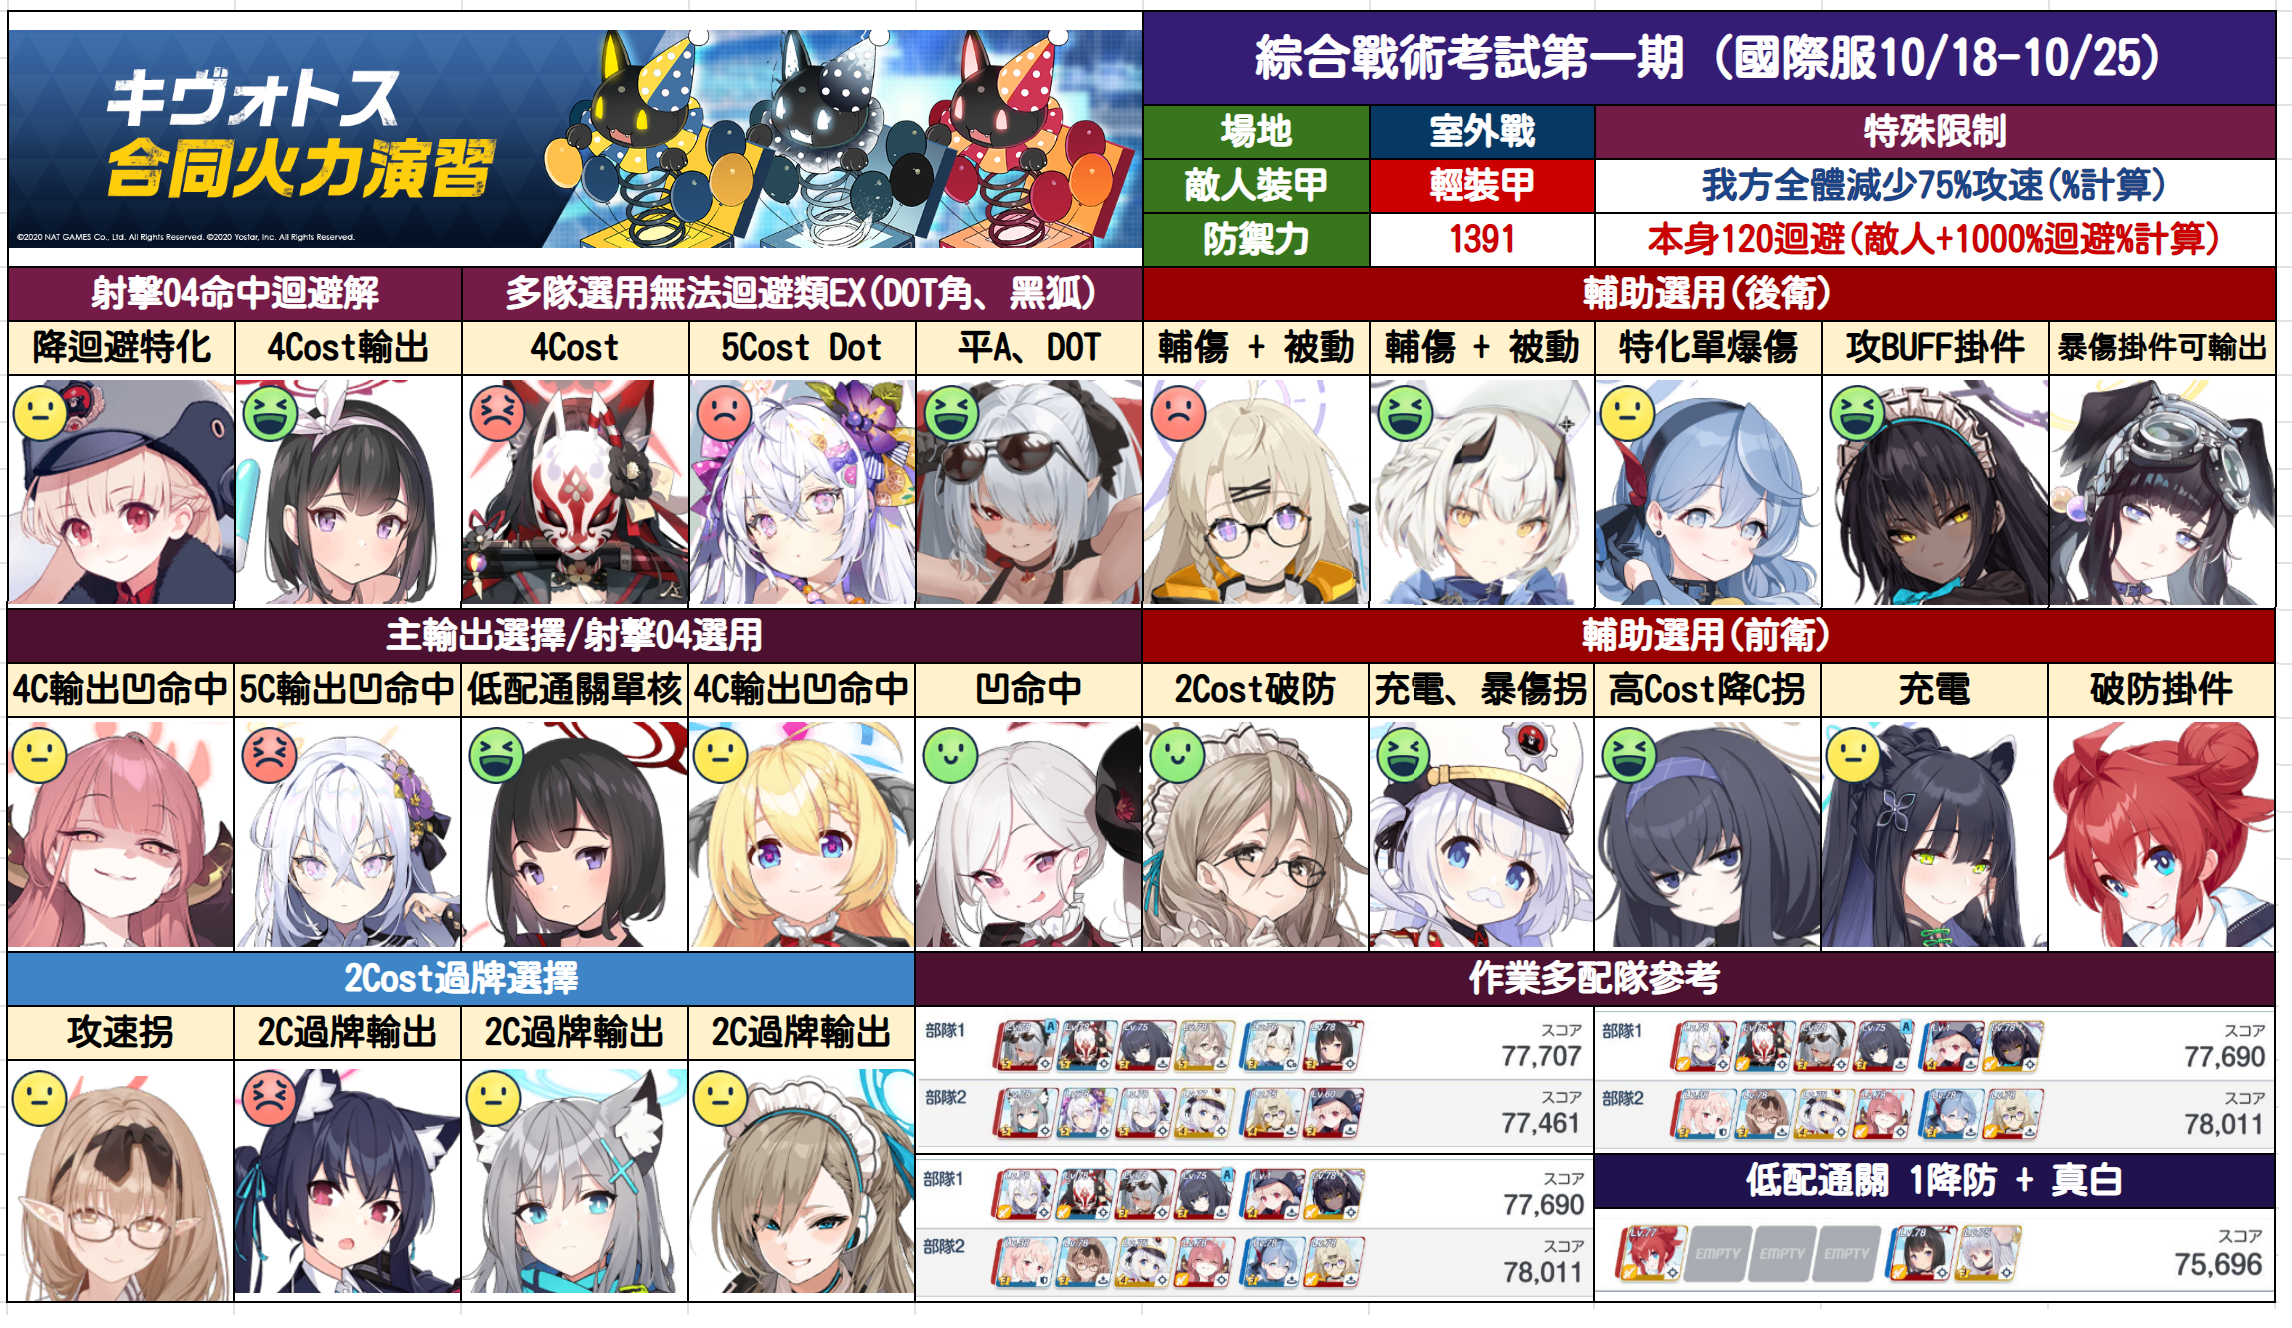 キヴォトス
合同火力演習
©2020 NAT GAMES Co., Ltd. All Rights Reserved. ©2020 Yostar, Inc. All Rights Reserved.
綜合戰術考試第一期 (國際服10/18-10/25)
場地 室外戰 特殊限制
敵人裝甲 輕裝甲 我方全體減少75%攻速(%計算)
防禦力 1391 本身120迴避(敵人+1000%迴避%計算)
射擊04命中迴避解 多隊選用無法迴避類EX(DOT角、黑狐) 輔助選用(後衛)
降迴避特化 4Cost輸出 4Cost 5Cost Dot 平A、DOT 輔傷 + 被動 輔傷 + 被動 特化單爆傷 攻BUFF掛件 暴傷掛件可輸出
主輸出選擇/射擊04選用 輔助選用(前衛)
4C輸出凹命中 5C輸出凹命中 低配通關單核 4C輸出凹命中 凹命中 2Cost破防 充電、暴傷拐 高Cost降C拐 充電 破防掛件
2Cost過牌選擇 作業多配隊參考
攻速拐 2C過牌輸出 2C過牌輸出 2C過牌輸出
部隊1 スコア 77,707
部隊2 スコア 77,461
部隊1 スコア 77,690
部隊2 スコア 78,011
部隊1 スコア 77,690
部隊2 スコア 78,011
低配通關 1降防 + 真白
EMPTY EMPTY EMPTY
スコア 75,696